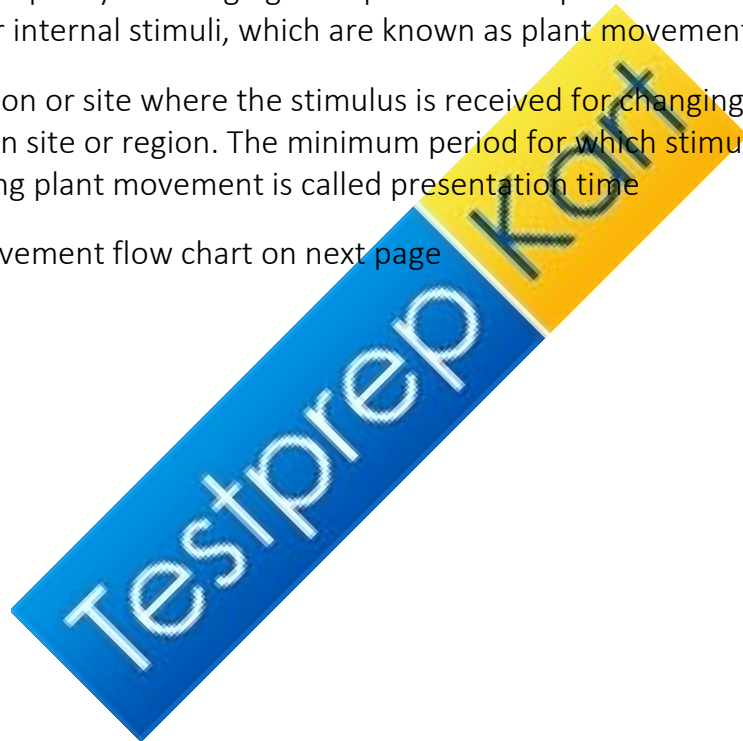 r internal stimuli, which are known as plant movement
on or site where the stimulus is received for changing
n site or region. The minimum period for which stimu
ng plant movement is called presentation time
vement flow chart on next page
Testprep Kart